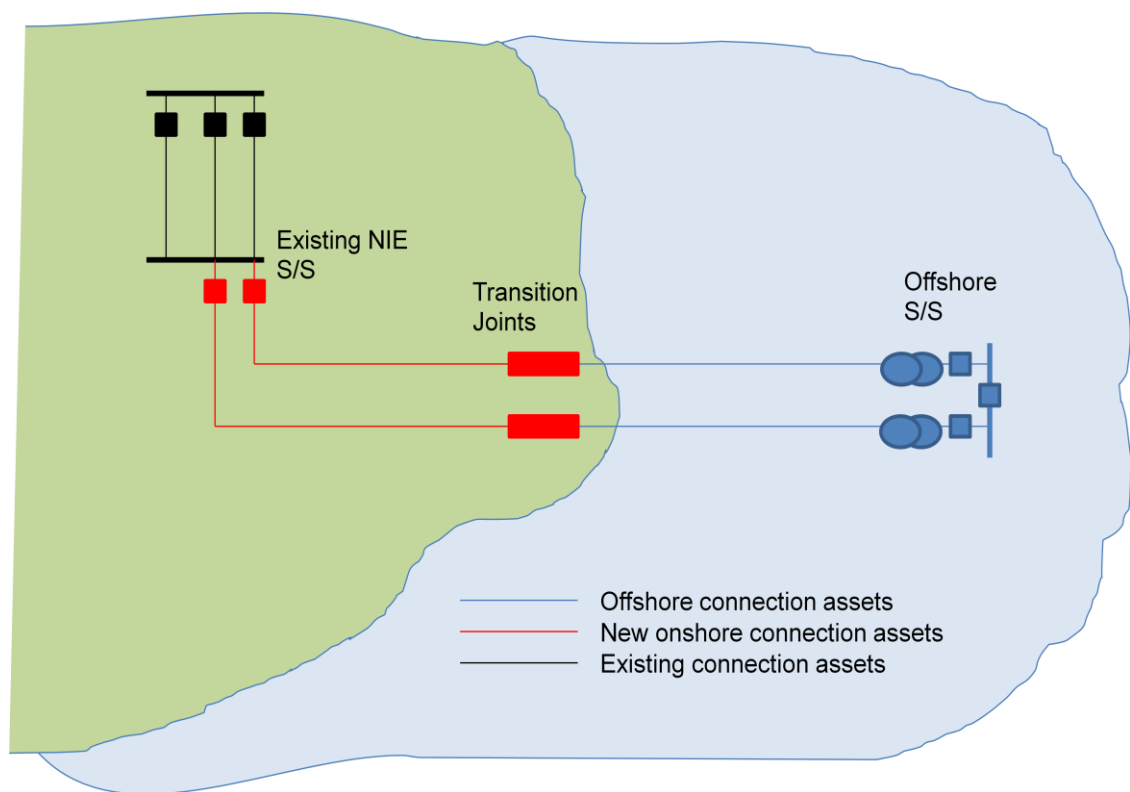 Existing NIE
S/S
Transition
Joints
Offshore
S/S
Offshore connection assets
New onshore connection assets
Existing connection assets